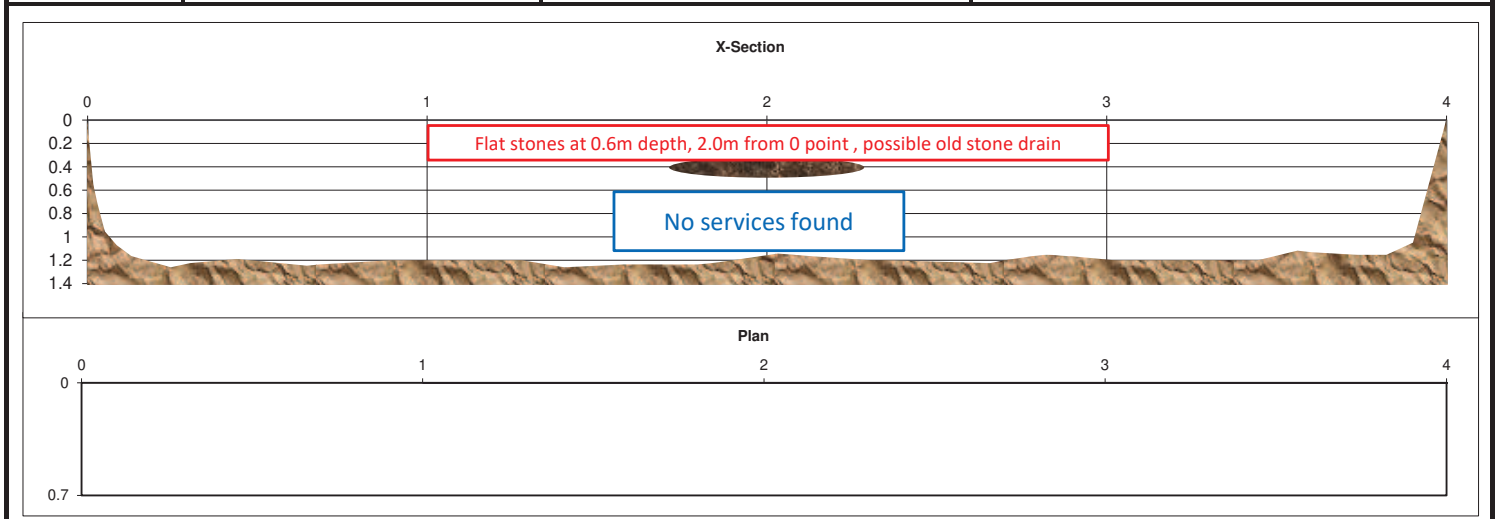 X-Section
0 1 2 3 4
0
0.2
0.4
0.6
0.8
1
1.2
1.4
Flat stones at 0.6m depth, 2.0m from 0 point , possible old stone drain
No services found
Plan
0 1 2 3 4
0
0.7